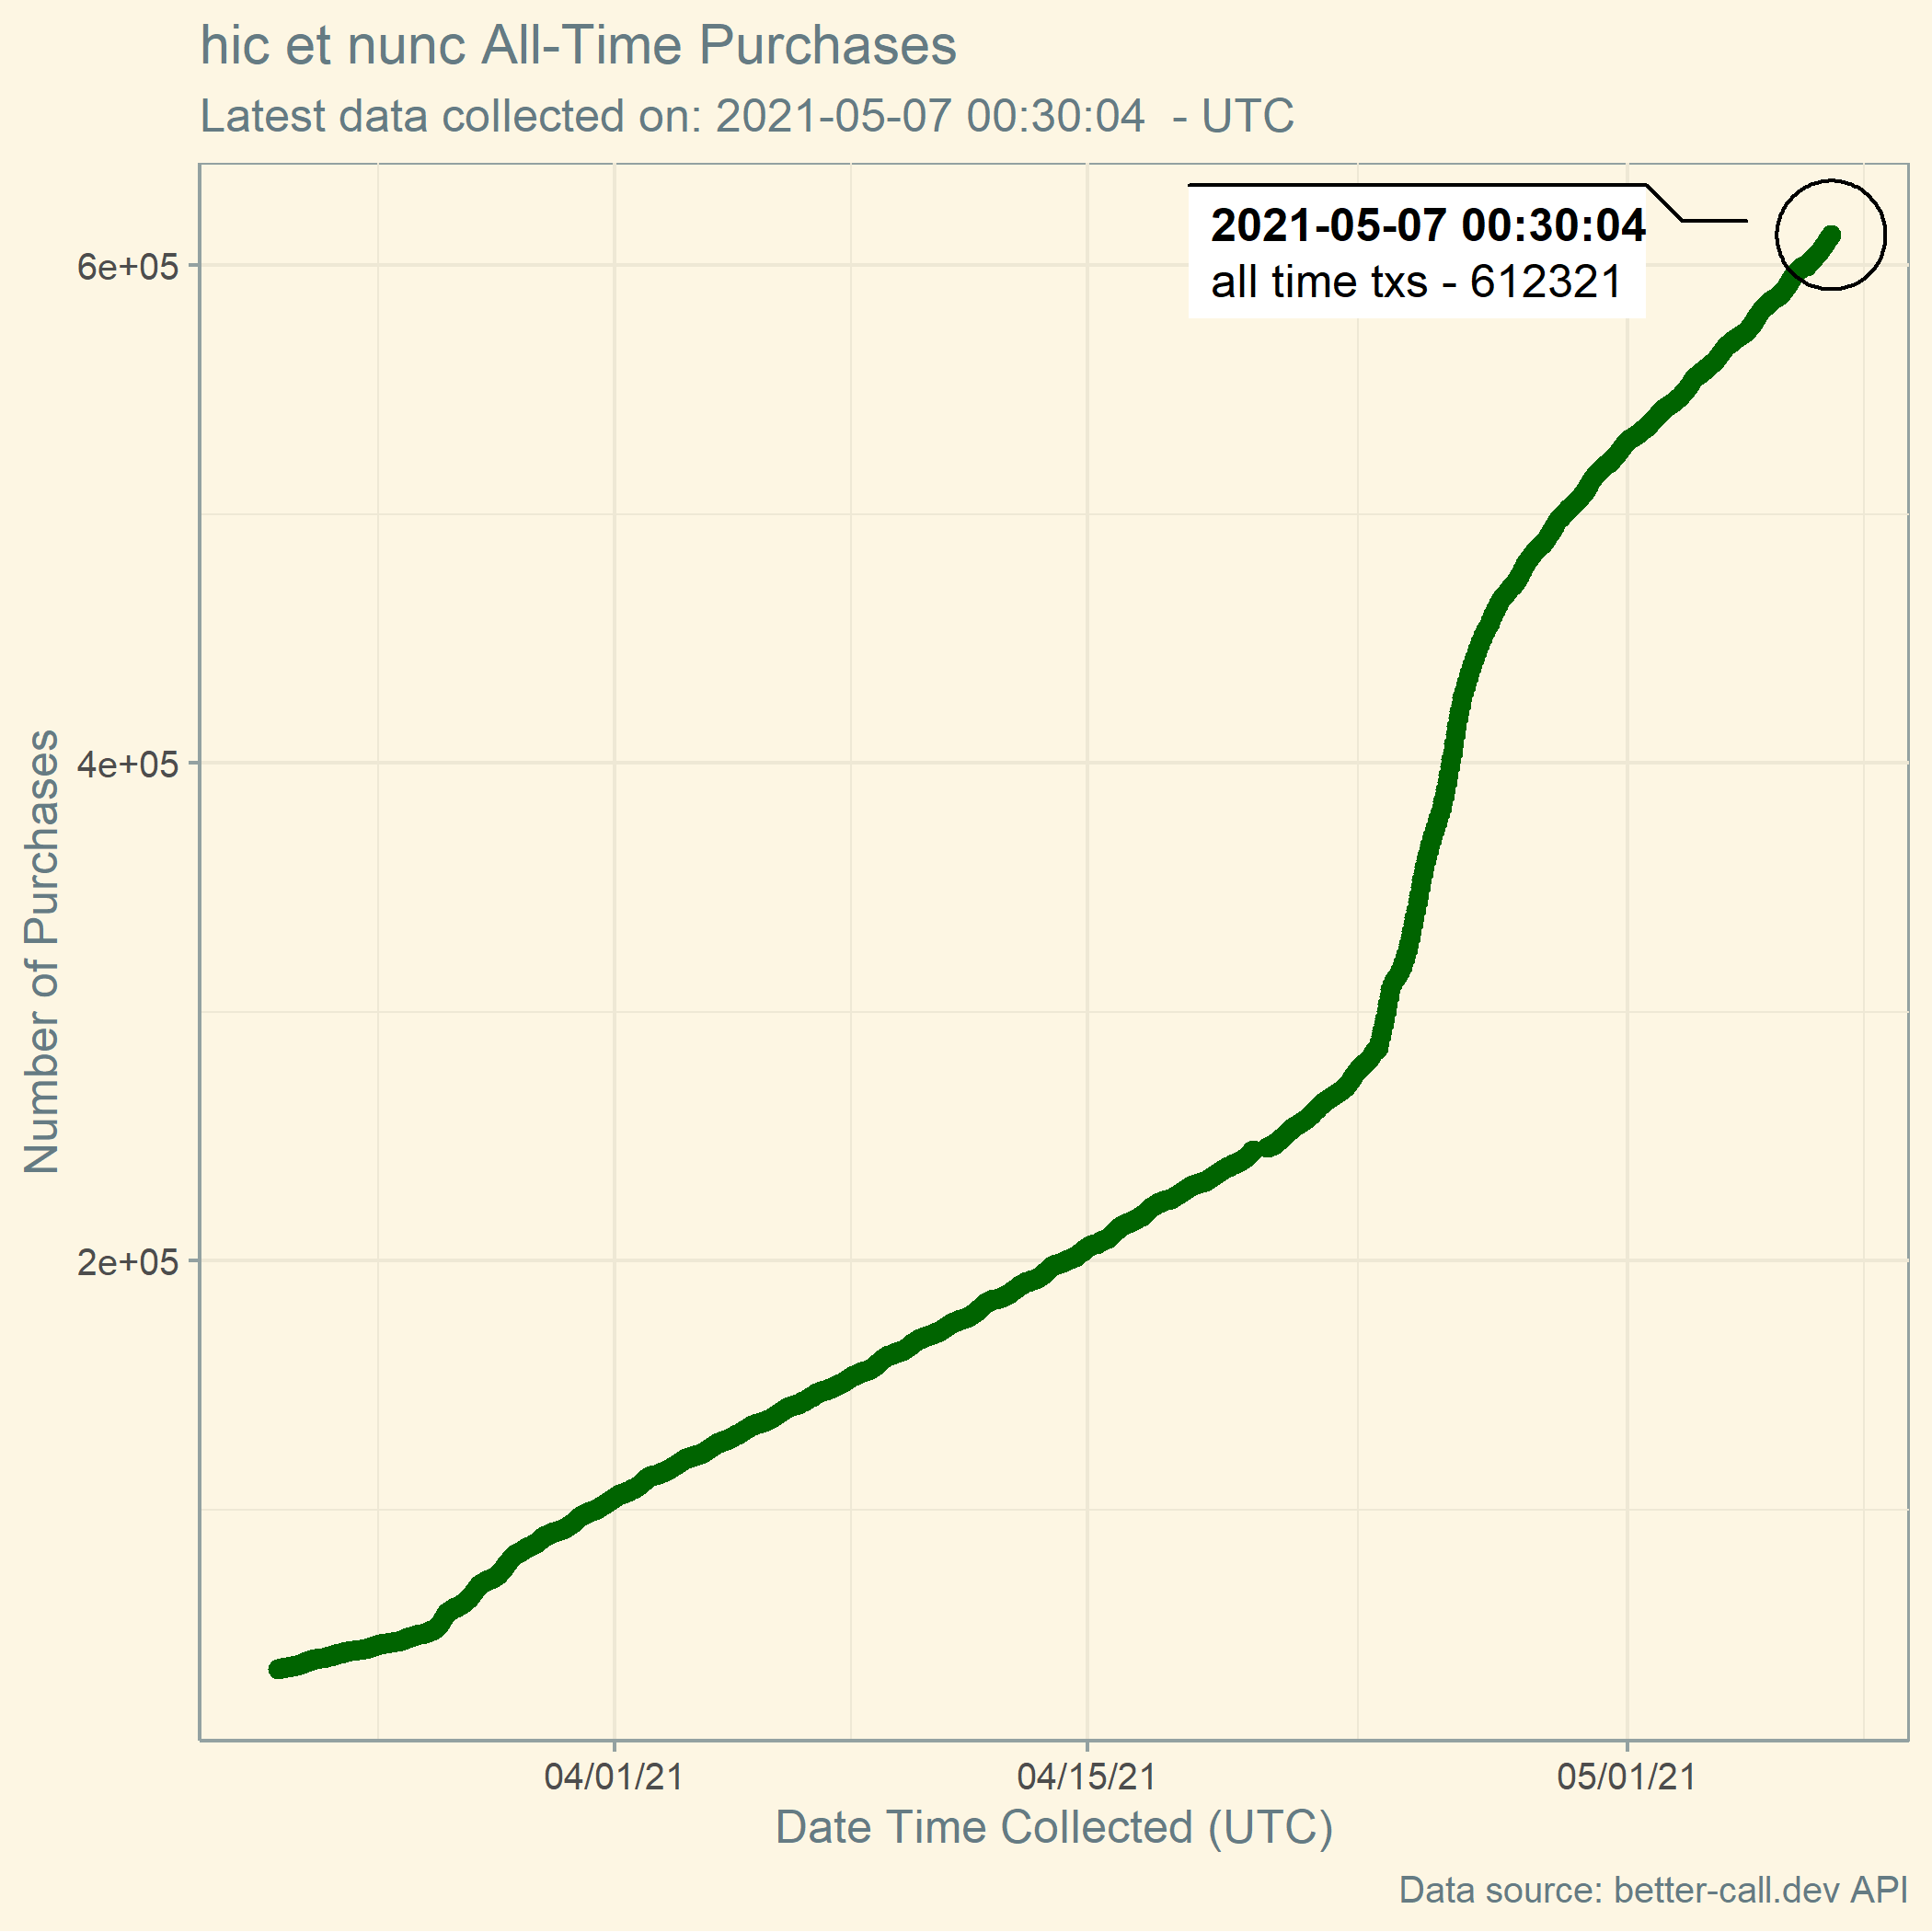 hic et nunc All-Time Purchases
Latest data collected on: 2021-05-07 00:30:04  - UTC
2021-05-07 00:30:04
all time txs - 612321
Number of Purchases
6e+05
4e+05
2e+05
04/01/21
04/15/21
05/01/21
Date Time Collected (UTC)
Data source: better-call.dev API